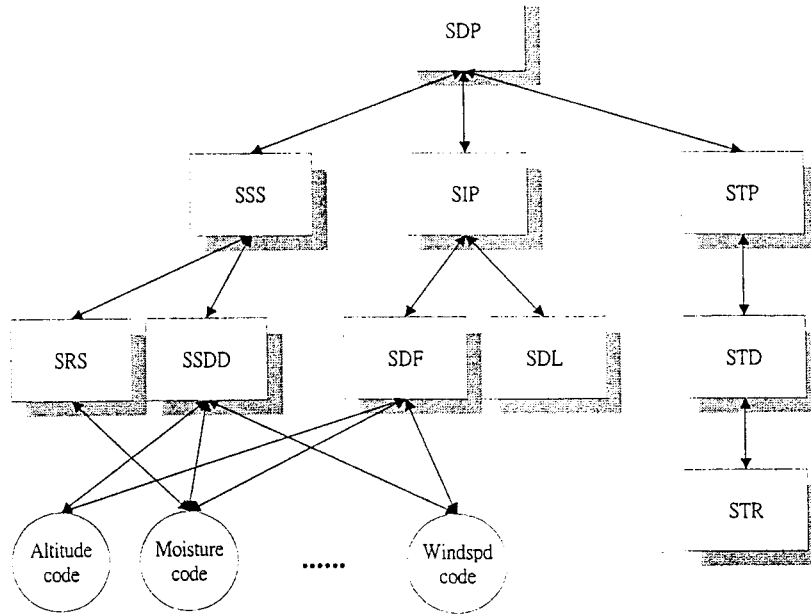 SDP
SSS
SIP
STP
SRS
SSDD
SDF
SDL
STD
STR
Altitude
code
Moisture
code
......
Windspd
code